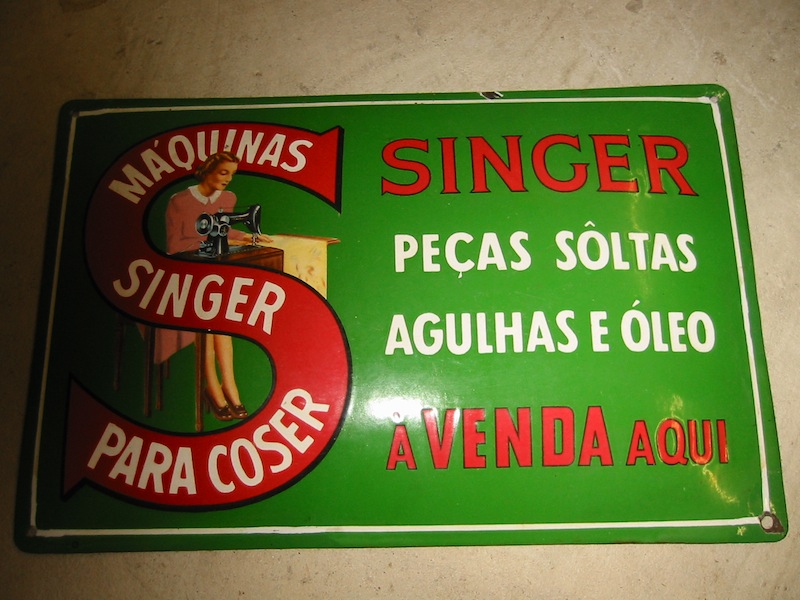 MÁQUINAS
SINGER
PARA COSER
SINGER
PEÇAS SÔLTAS
AGULHAS E ÓLEO
À VENDA AQUI